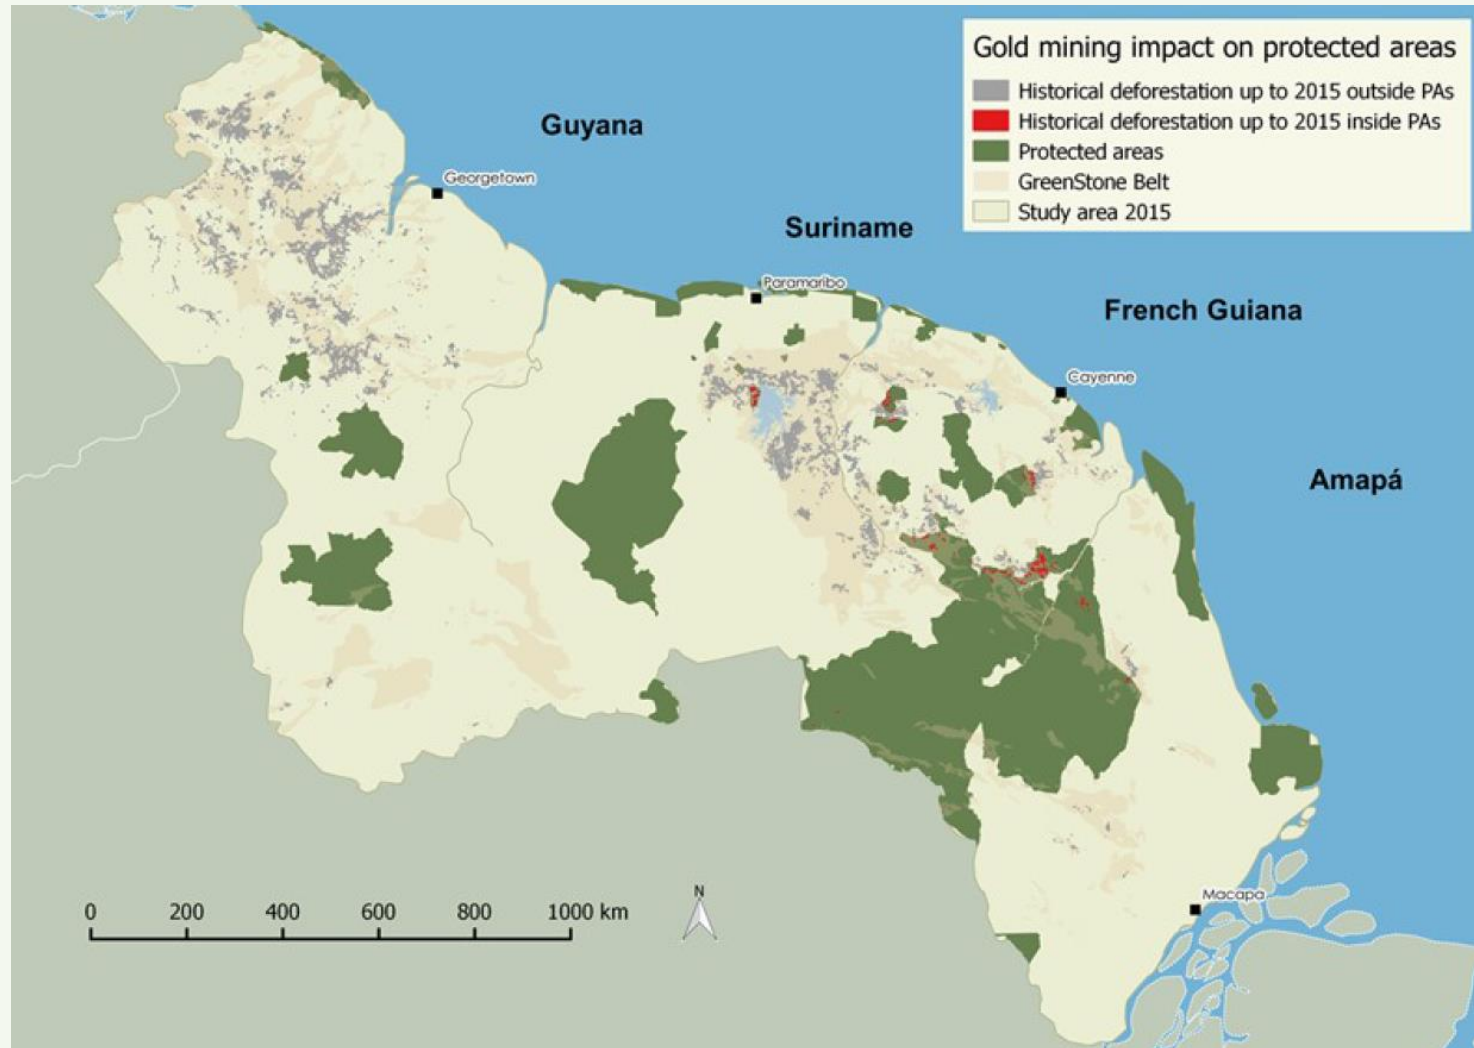 Gold mining impact on protected areas
Historical deforestation up to 2015 outside PAs
Historical deforestation up to 2015 inside PAs
Protected areas
GreenStone Belt
Study area 2015
Guyana
Georgetown
Suriname
Paramaribo
French Guiana
Cayenne
Amapá
Macapa
N
0 200 400 600 800 1000 km